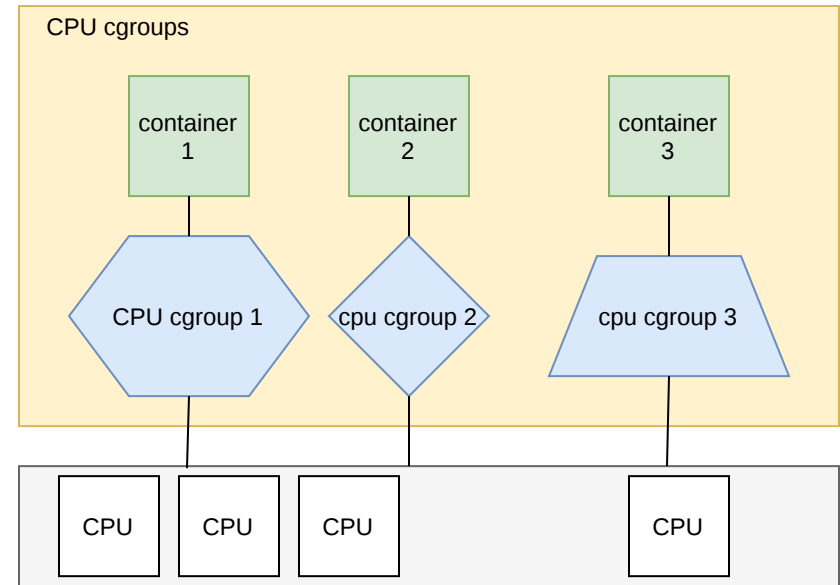 CPU cgroups
container
1
container
2
container
3
CPU cgroup 1
cpu cgroup 2
cpu cgroup 3
CPU
CPU
CPU
CPU